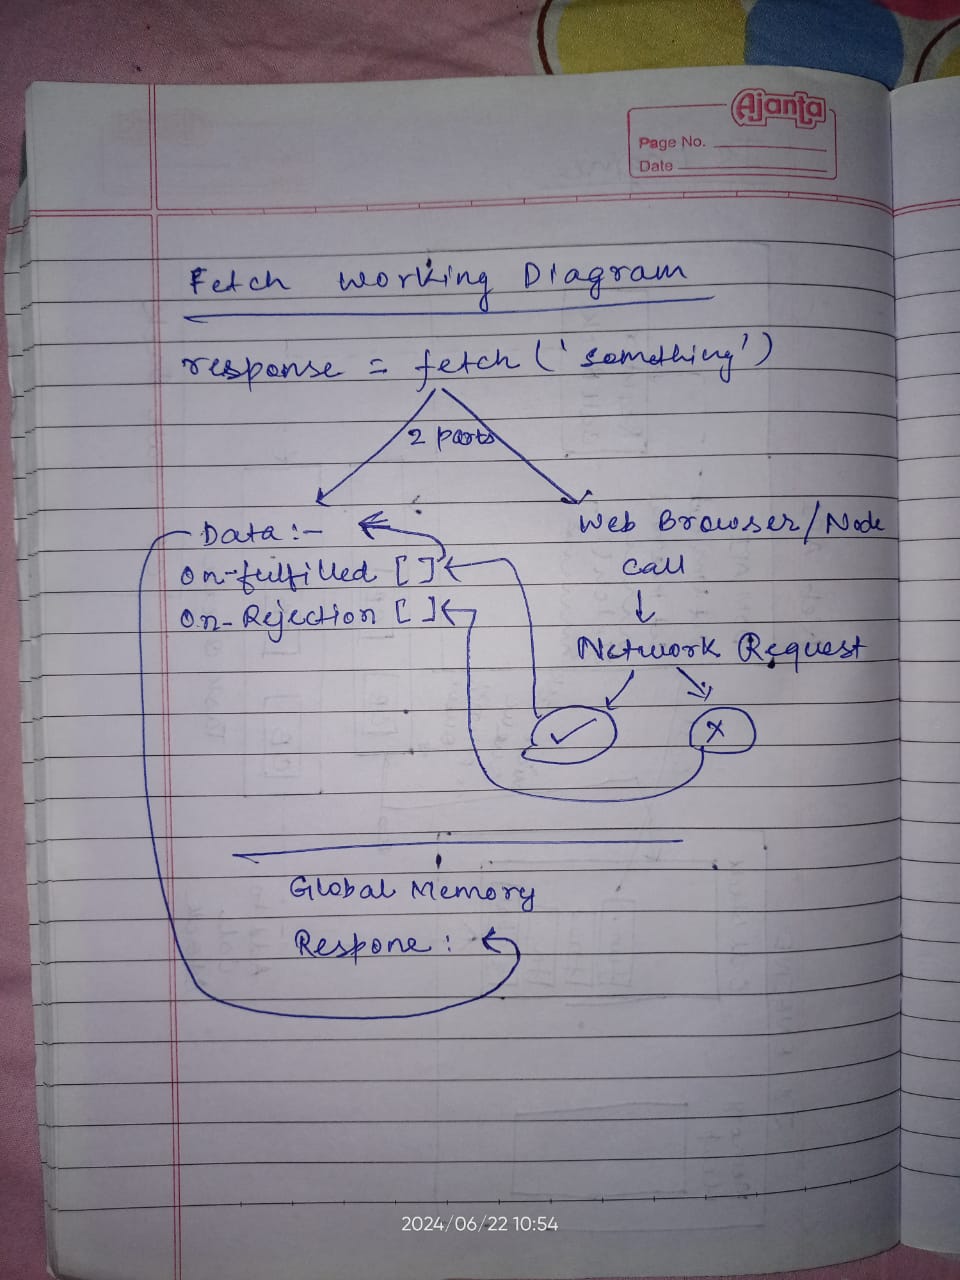 Ajanta
Page No.
Date
Fetch working Diagram
response = fetch ('something')
2 parts
Data :-
On-fulfilled [ ]
On-Rejection [ ]
Web Browser/Node
Call
Network Request
✓
X
Global Memory
Respone :
2024/06/22 10:54